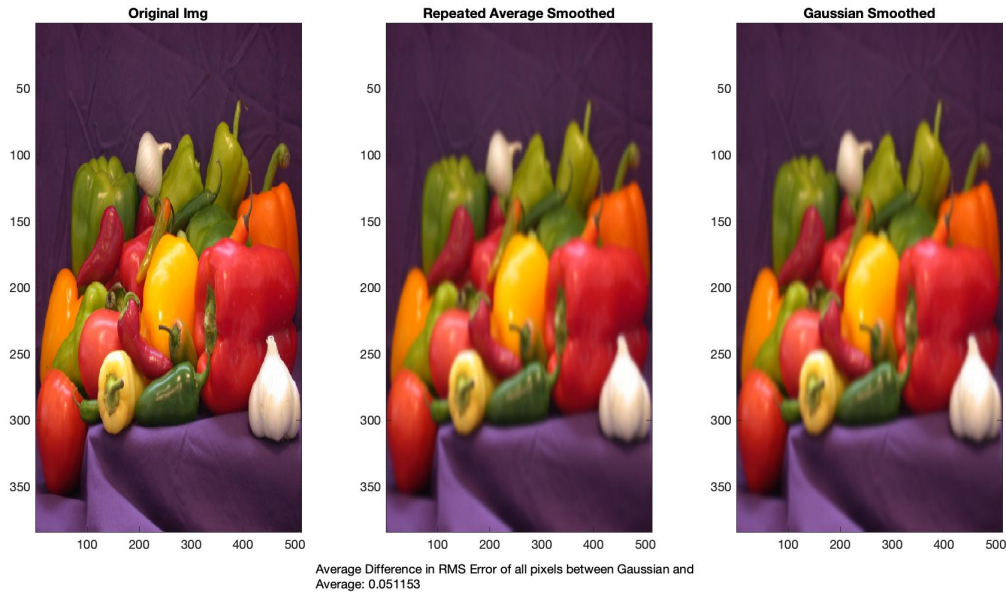 Original Img
Repeated Average Smoothed
Gaussian Smoothed
50
100
150
200
250
300
350
100 200 300 400 500
50
100
150
200
250
300
350
100 200 300 400 500
50
100
150
200
250
300
350
100 200 300 400 500
Average Difference in RMS Error of all pixels between Gaussian and
Average: 0.051153